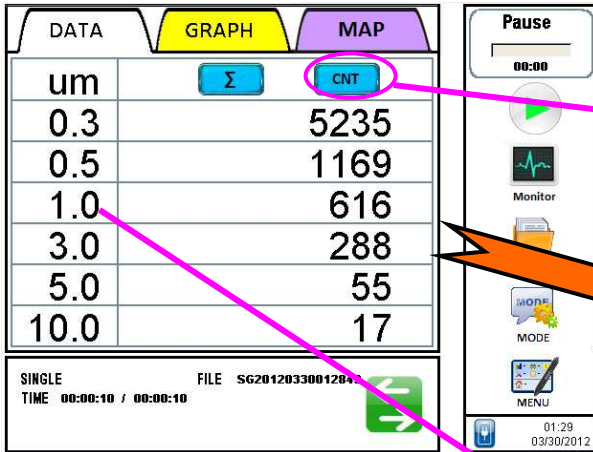 DATA GRAPH MAP
um Σ CNT
0.3 5235
0.5 1169
1.0 616
3.0 288
5.0 55
10.0 17
SINGLE FILE
TIME 00:00:10 / 00:00:10
Pause
00:00
Monitor
MODE
MODE
MENU
01:29
03/30/2012